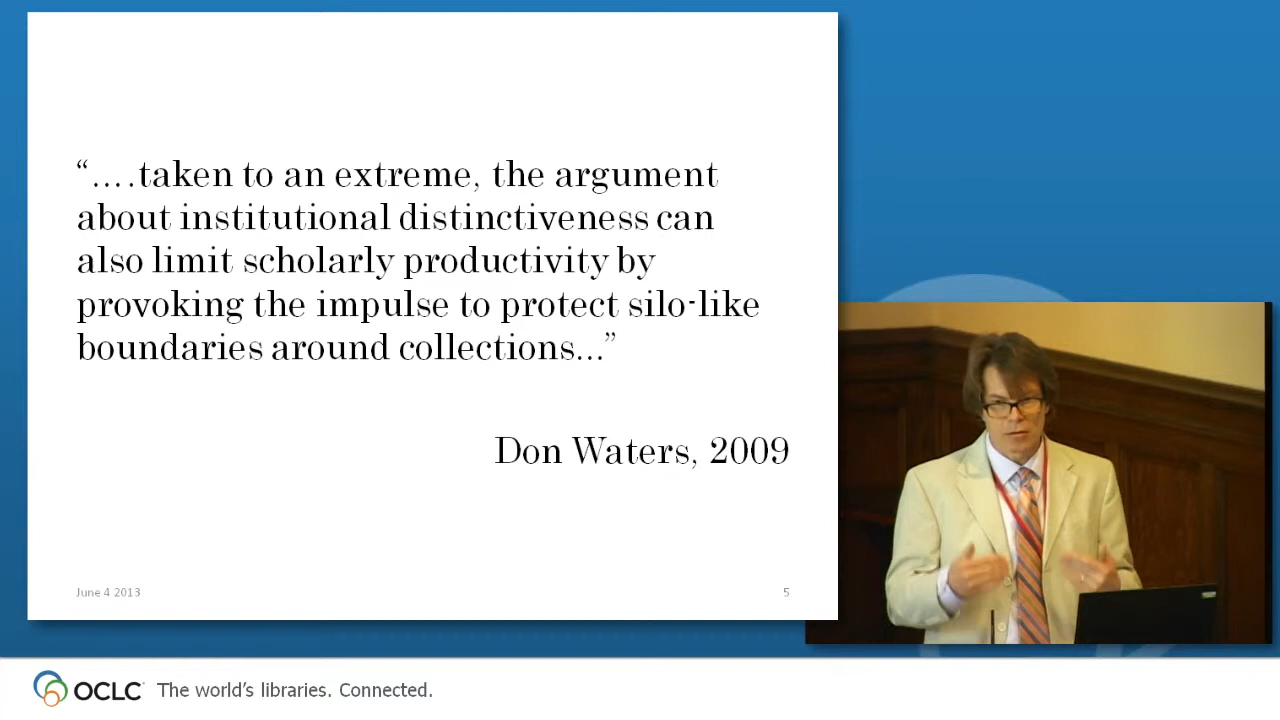 “….taken to an extreme, the argument
about institutional distinctiveness can
also limit scholarly productivity by
provoking the impulse to protect silo-like
boundaries around collections...”
Don Waters, 2009
June 4 2013
5
OCLC
The world’s libraries. Connected.